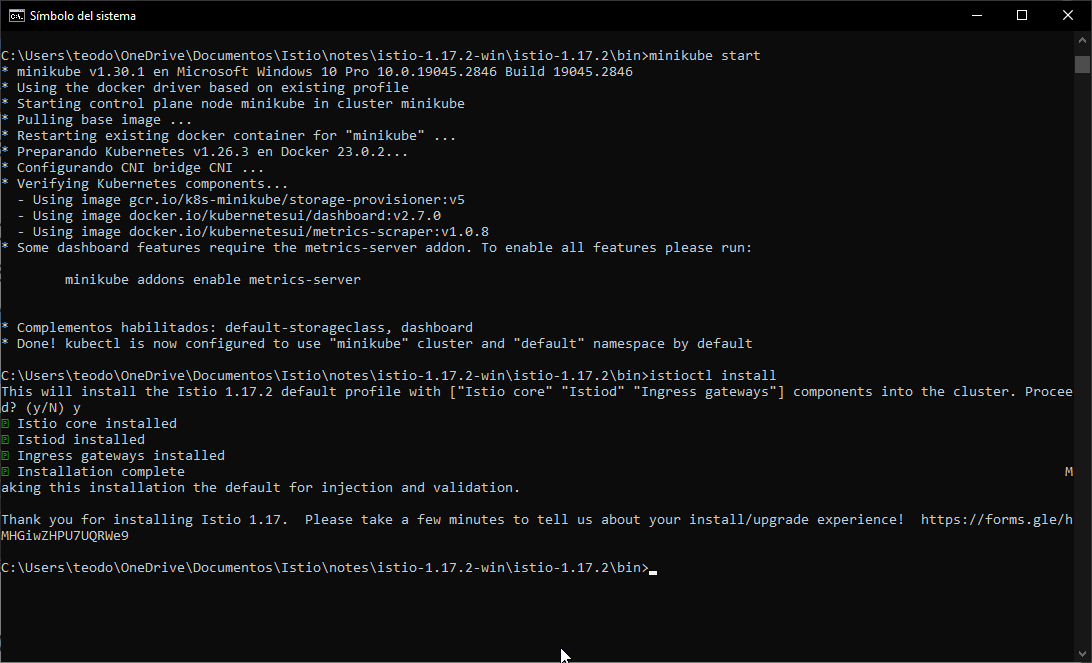 Símbolo del sistema
C:\Users\teodo\OneDrive\Documentos\Istio\notes\istio-1.17.2-win\istio-1.17.2\bin>minikube start
* minikube v1.30.1 en Microsoft Windows 10 Pro 10.0.19045.2846 Build 19045.2846
* Using the docker driver based on existing profile
* Starting control plane node minikube in cluster minikube
* Pulling base image ...
* Restarting existing docker container for "minikube" ...
* Preparando Kubernetes v1.26.3 en Docker 23.0.2...
* Configurando CNI bridge CNI ...
* Verifying Kubernetes components...
  - Using image gcr.io/k8s-minikube/storage-provisioner:v5
  - Using image docker.io/kubernetesui/dashboard:v2.7.0
  - Using image docker.io/kubernetesui/metrics-scraper:v1.0.8
* Some dashboard features require the metrics-server addon. To enable all features please run:
        minikube addons enable metrics-server
* Complementos habilitados: default-storageclass, dashboard
* Done! kubectl is now configured to use "minikube" cluster and "default" namespace by default
C:\Users\teodo\OneDrive\Documentos\Istio\notes\istio-1.17.2-win\istio-1.17.2\bin>istioctl install
This will install the Istio 1.17.2 default profile with ["Istio core" "Istiod" "Ingress gateways"] components into the cluster. Procee
d? (y/N) y
Istio core installed
Istiod installed
Ingress gateways installed
Installation complete M
aking this installation the default for injection and validation.
Thank you for installing Istio 1.17.  Please take a few minutes to tell us about your install/upgrade experience!  https://forms.gle/h
MHGiwZHPU7UQRWe9
C:\Users\teodo\OneDrive\Documentos\Istio\notes\istio-1.17.2-win\istio-1.17.2\bin>